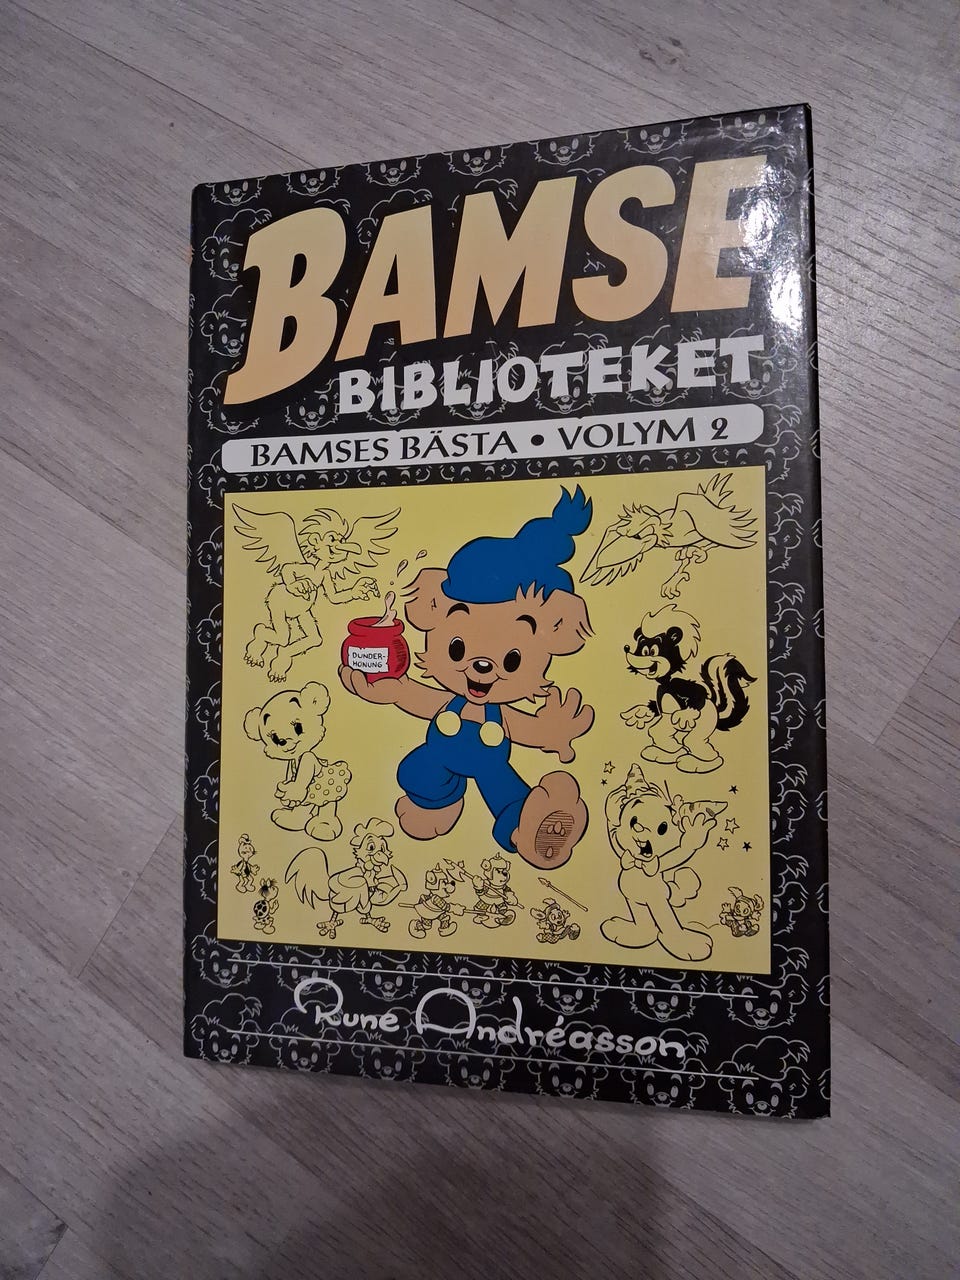 BAMSE
BIBLIOTEKET
BAMSES BÄSTA • VOLYM 2
DUNDER-
HONUNG
Rune Andréasson